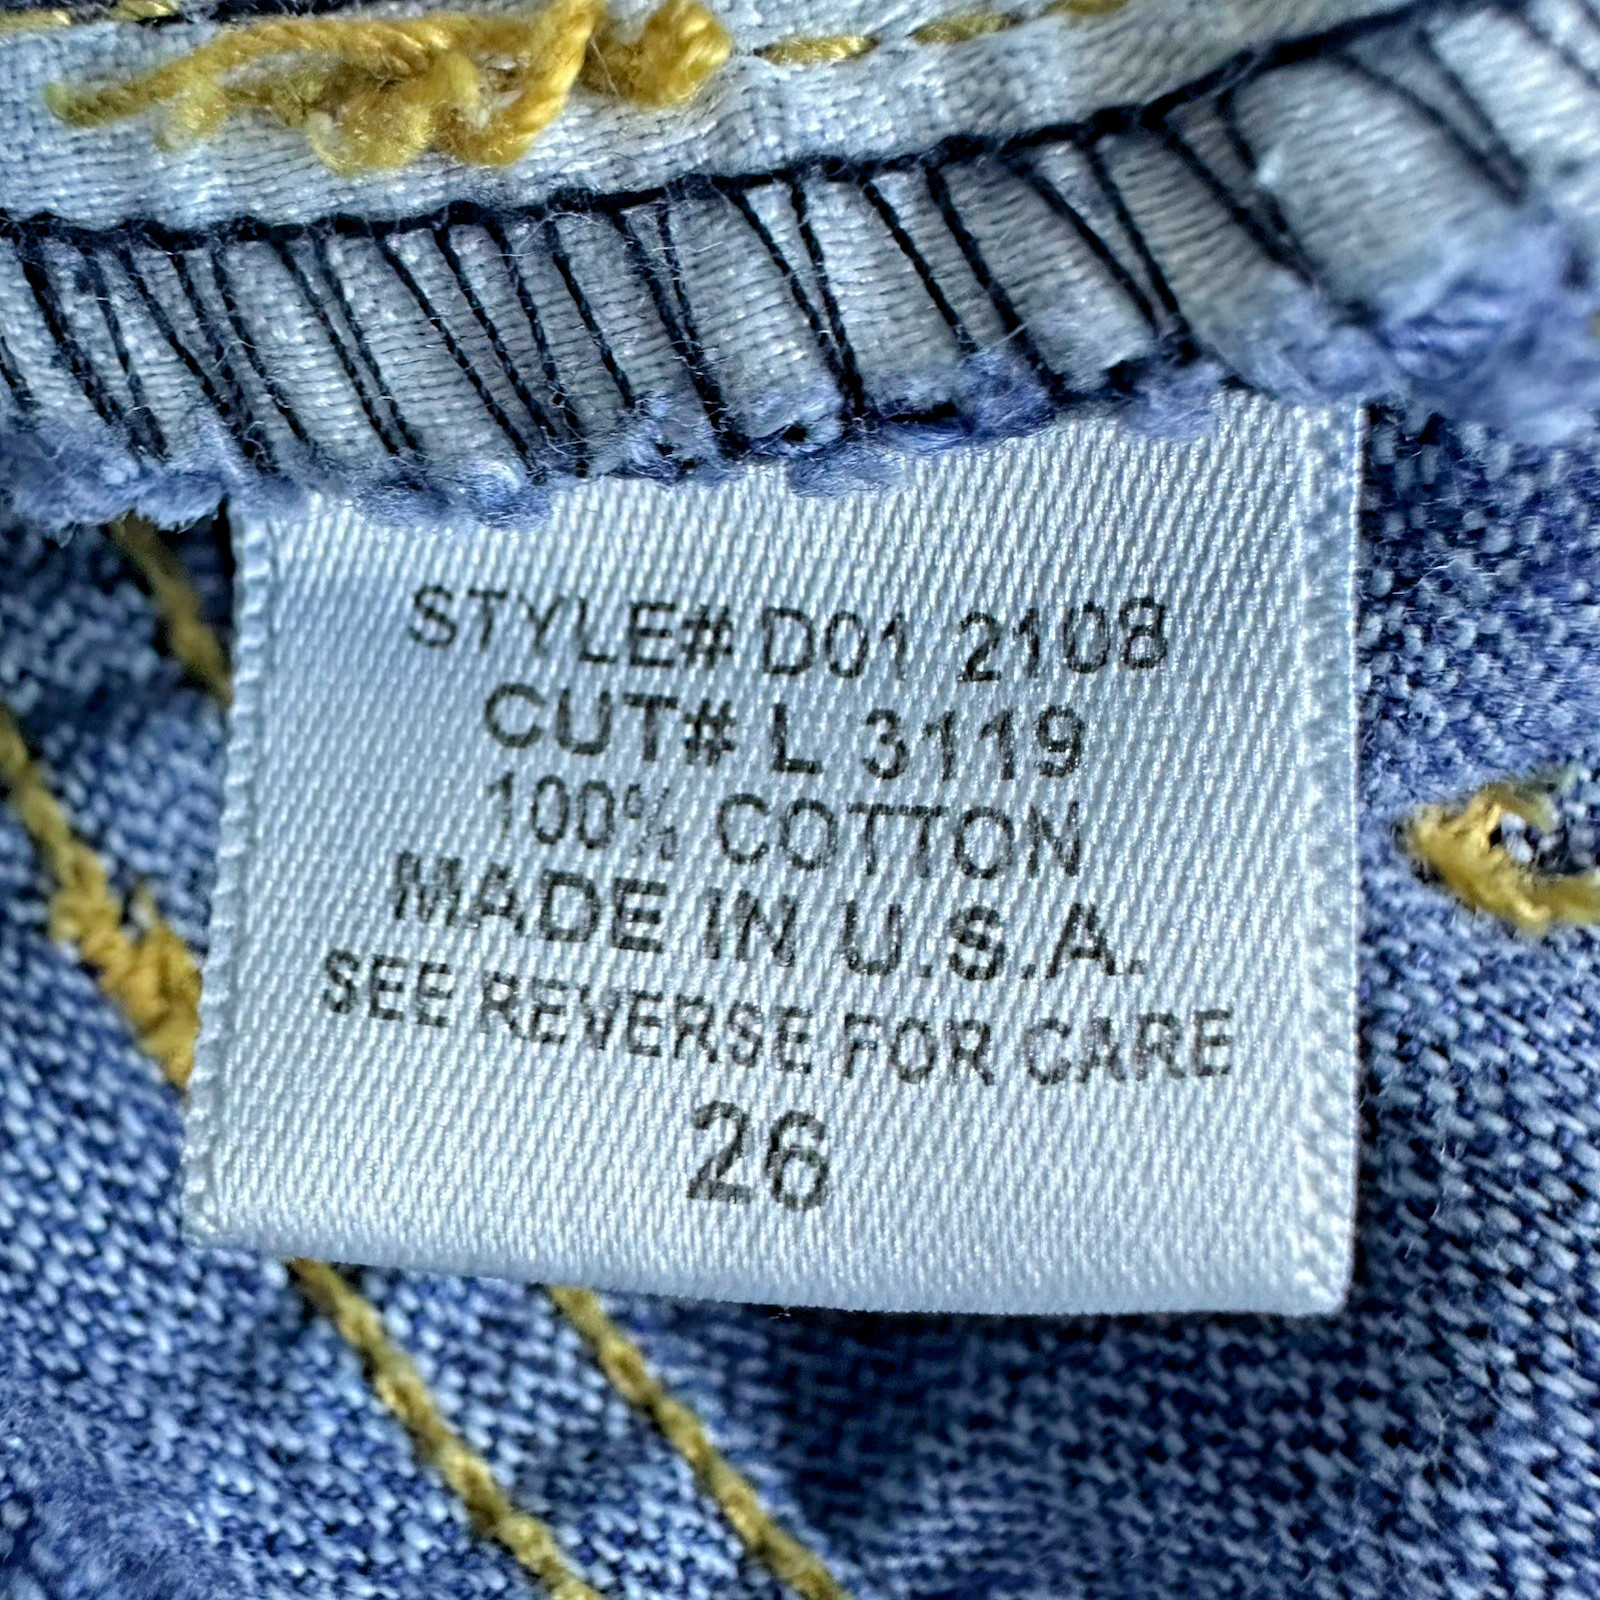 STYLE# D01 2108
CUT# L 3119
100% COTTON
MADE IN U.S.A.
SEE REVERSE FOR CARE
26